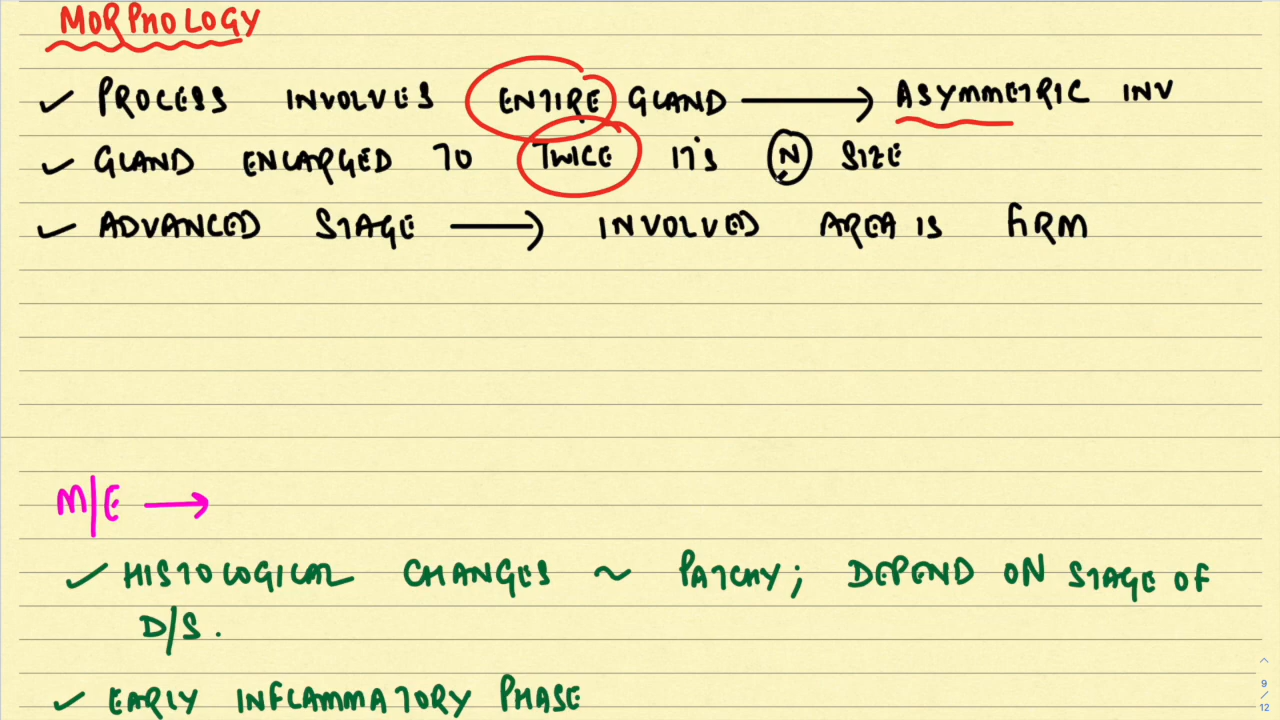 MORPHOLOGY
✓ PROCESS INVOLVES ENTIRE GLAND ⟶ ASYMMETRIC INV
✓ GLAND ENLARGED TO TWICE IT'S N SIZE
✓ ADVANCED STAGE ⟶ INVOLVED AREA IS FIRM
M/E ⟶
✓ HISTOLOGICAL CHANGES ~ PATCHY; DEPEND ON STAGE OF
D/S.
✓ EARLY INFLAMMATORY PHASE
9
/
12